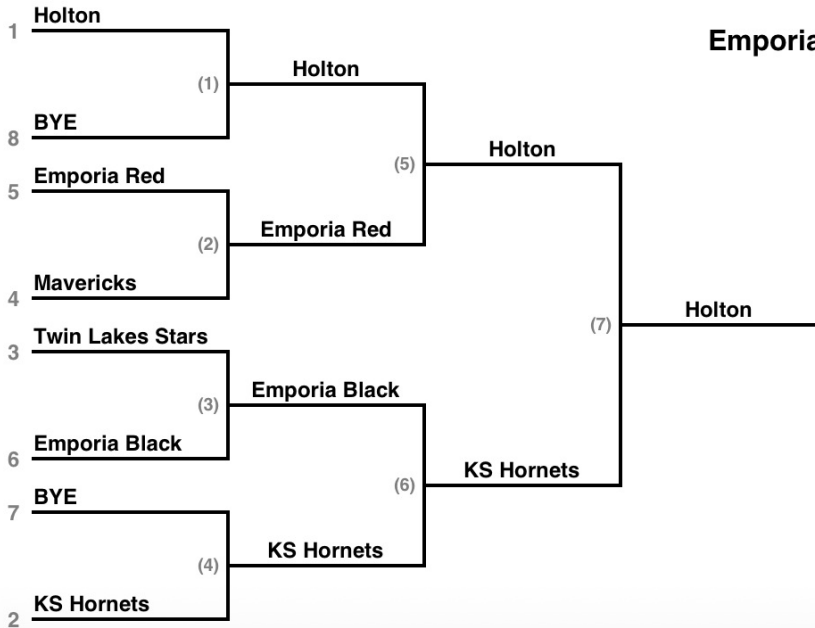 Holton
1
Emporia
Holton
(1)
BYE
8
Holton
Emporia Red
(5)
5
Emporia Red
(2)
Mavericks
4
Holton
Twin Lakes Stars
(7)
3
Emporia Black
(3)
Emporia Black
6
KS Hornets
(6)
BYE
7
KS Hornets
(4)
KS Hornets
2